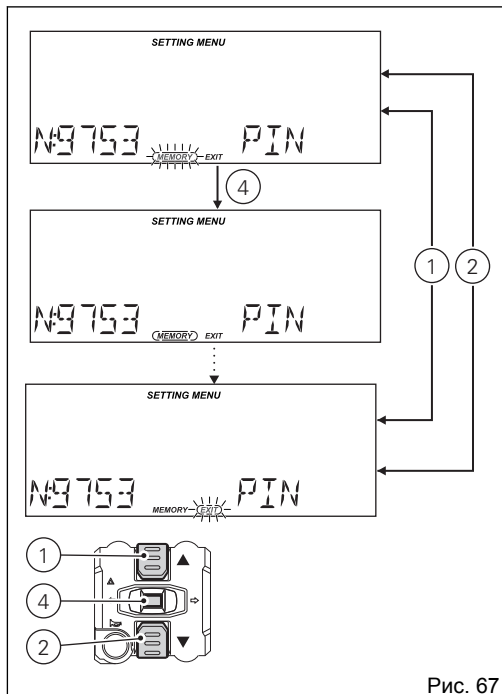 SETTING MENU
N:9753 MEMORY EXIT PIN
4
SETTING MENU
N:9753 MEMORY EXIT PIN
1 2
SETTING MENU
N:9753 MEMORY EXIT PIN
1
4
2
Рис. 67